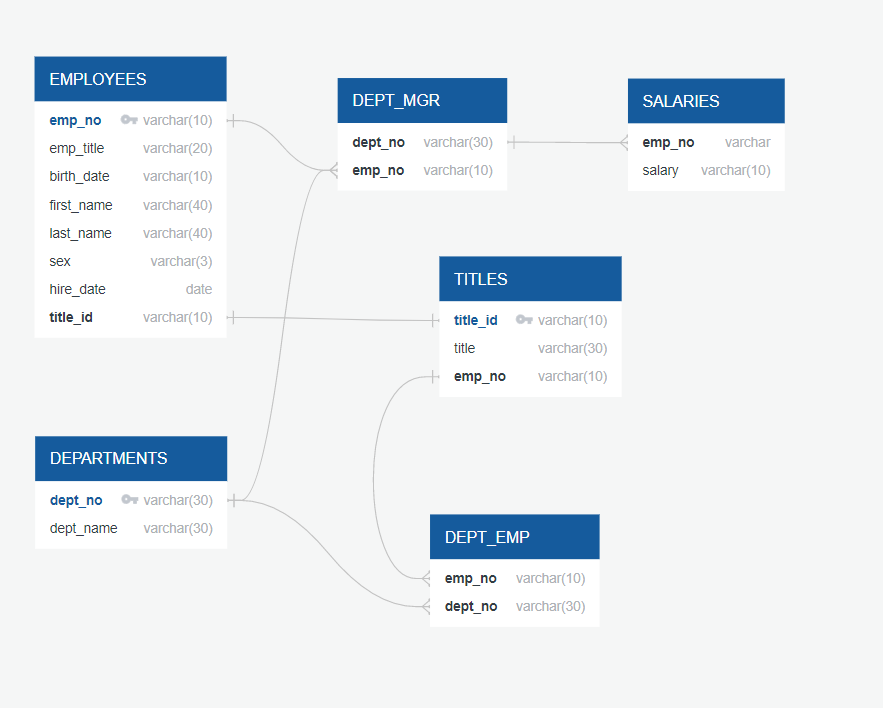 EMPLOYEES
emp_no varchar(10)
emp_title varchar(20)
birth_date varchar(10)
first_name varchar(40)
last_name varchar(40)
sex varchar(3)
hire_date date
title_id varchar(10)
DEPT_MGR
dept_no varchar(30)
emp_no varchar(10)
SALARIES
emp_no varchar
salary varchar(10)
TITLES
title_id varchar(10)
title varchar(30)
emp_no varchar(10)
DEPARTMENTS
dept_no varchar(30)
dept_name varchar(30)
DEPT_EMP
emp_no varchar(10)
dept_no varchar(30)